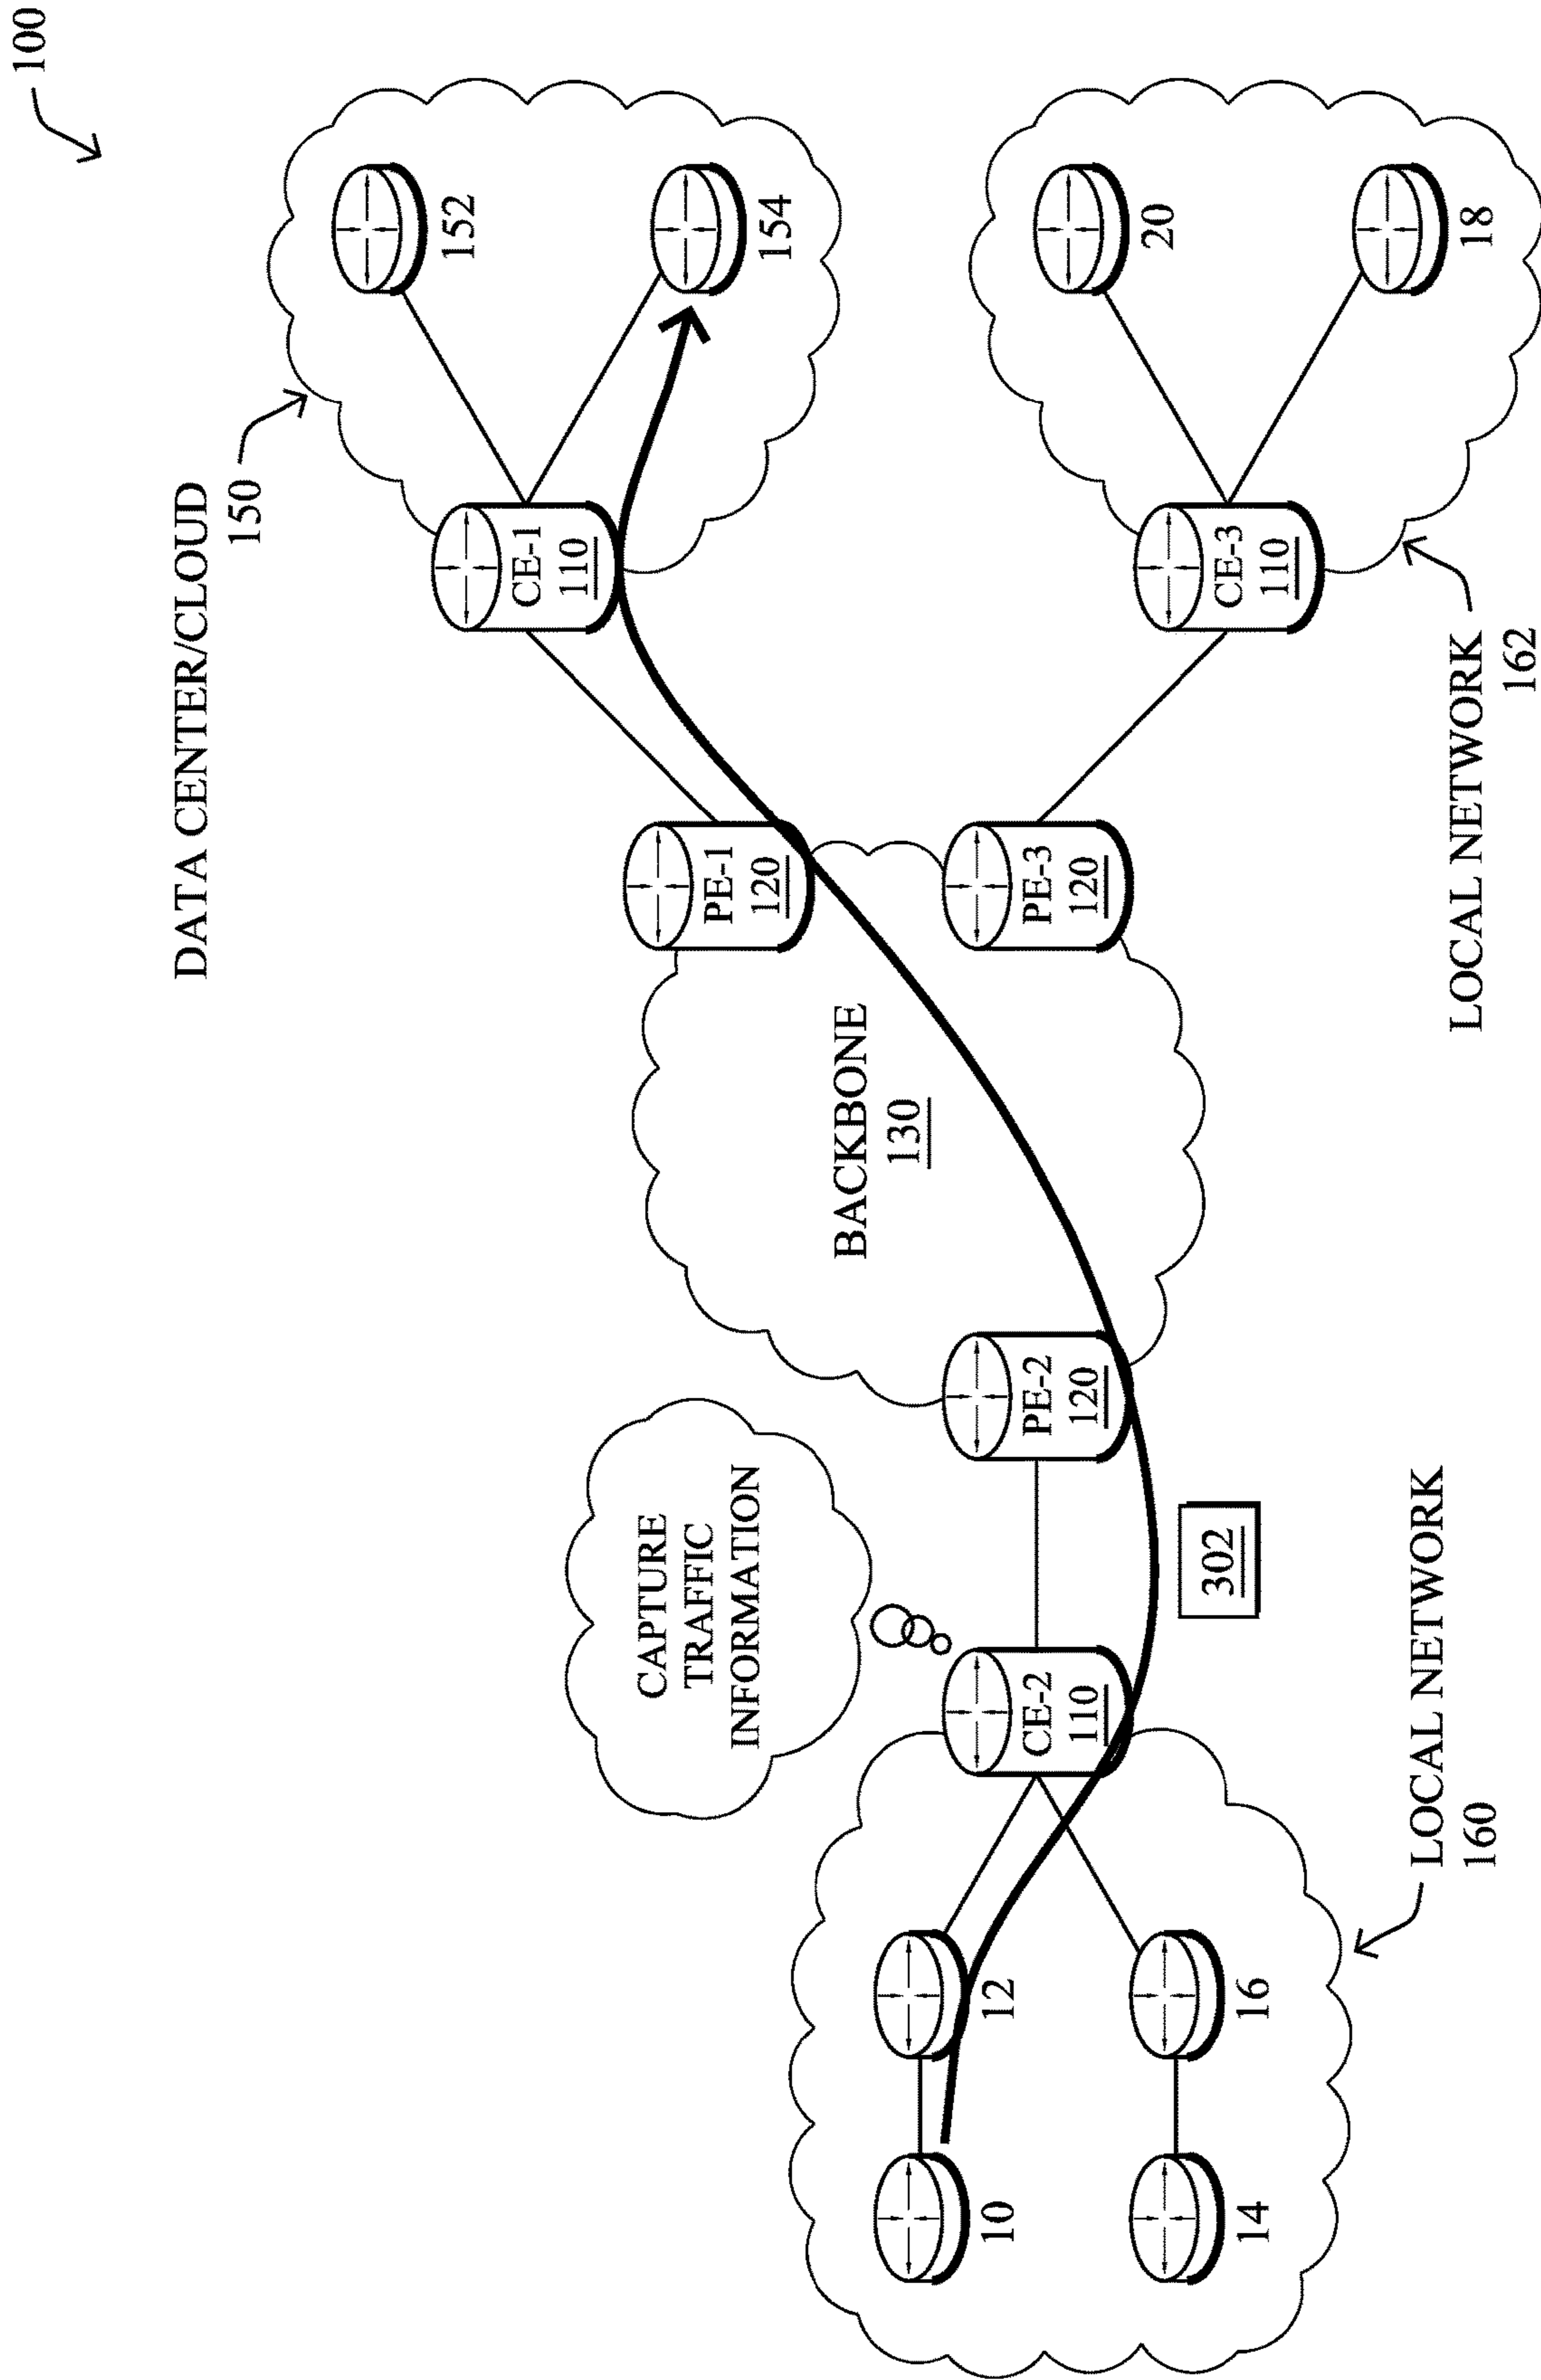 100
DATA CENTER/CLOUD
150
152
154
CE-1
110
PE-1
120
BACKBONE
130
PE-3
120
CE-3
110
20
18
LOCAL NETWORK
162
CAPTURE
TRAFFIC
INFORMATION
PE-2
120
302
CE-2
110
12
10
16
14
LOCAL NETWORK
160